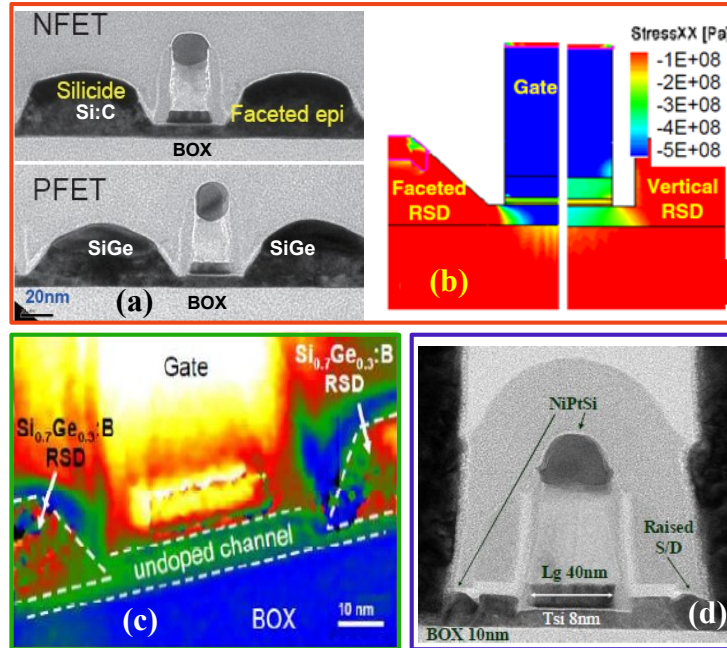 NFET
Silicide
Si:C
Faceted epi
BOX
PFET
SiGe
SiGe
20nm
(a)
BOX
StressXX [Pa]
-1E+08
-2E+08
-3E+08
-4E+08
-5E+08
Gate
Faceted
RSD
Vertical
RSD
(b)
Si0.7Ge0.3:B
RSD
Gate
Si0.7Ge0.3:B
RSD
undoped channel
(c)
BOX
10 nm
NiPtSi
Raised
S/D
Lg 40nm
Tsi 8nm
(d)
BOX 10nm